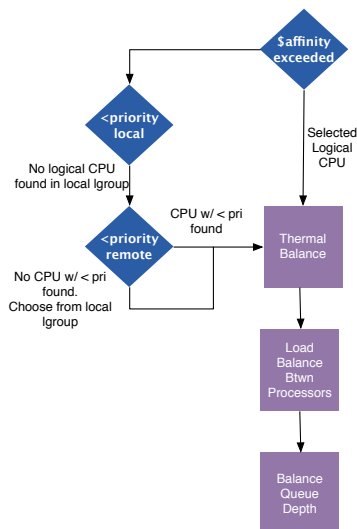 $affinity
exceeded
<priority
local
Selected
Logical
CPU
No logical CPU
found in local lgroup
<priority
remote
CPU w/ < pri
found
Thermal
Balance
No CPU w/ < pri
found.
Choose from local
lgroup
Load
Balance
Btwn
Processors
Balance
Queue
Depth